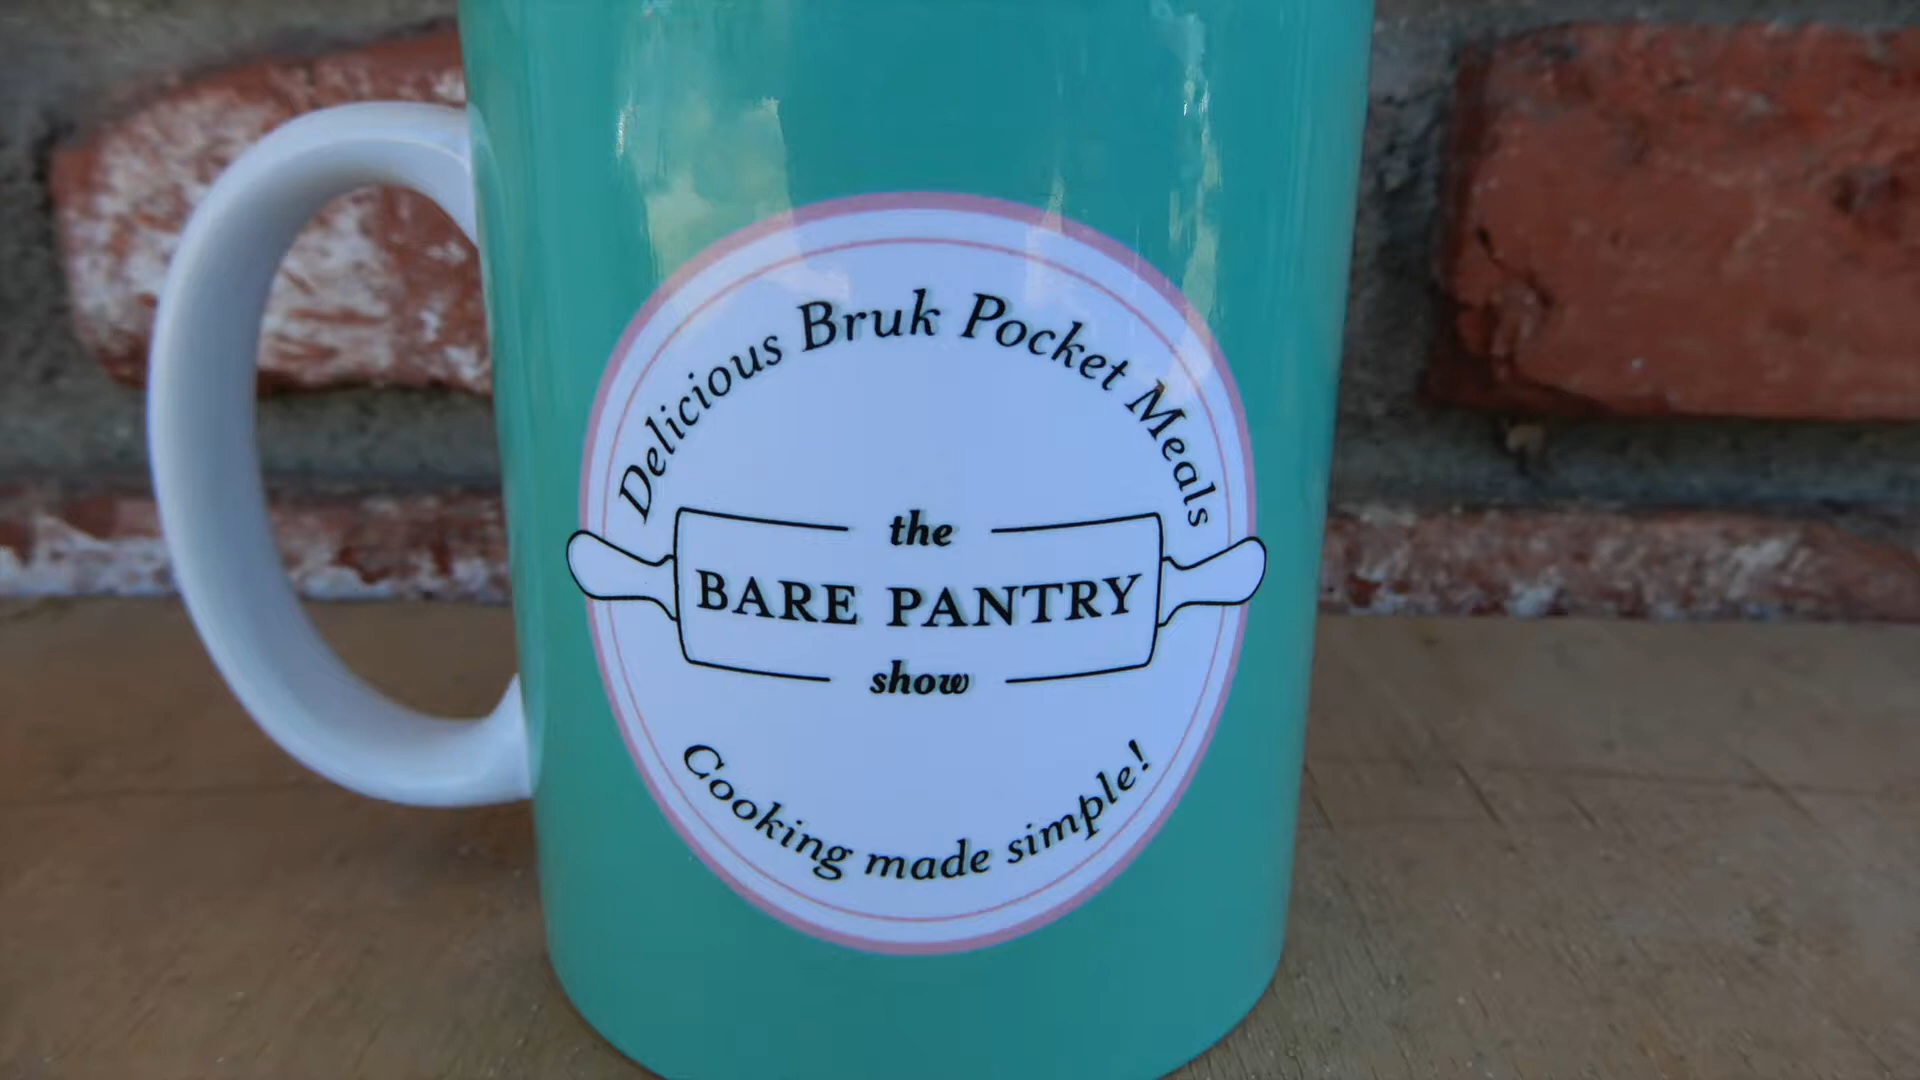 Delicious Bruk Pocket Meals
the
BARE PANTRY
show
Cooking made simple!